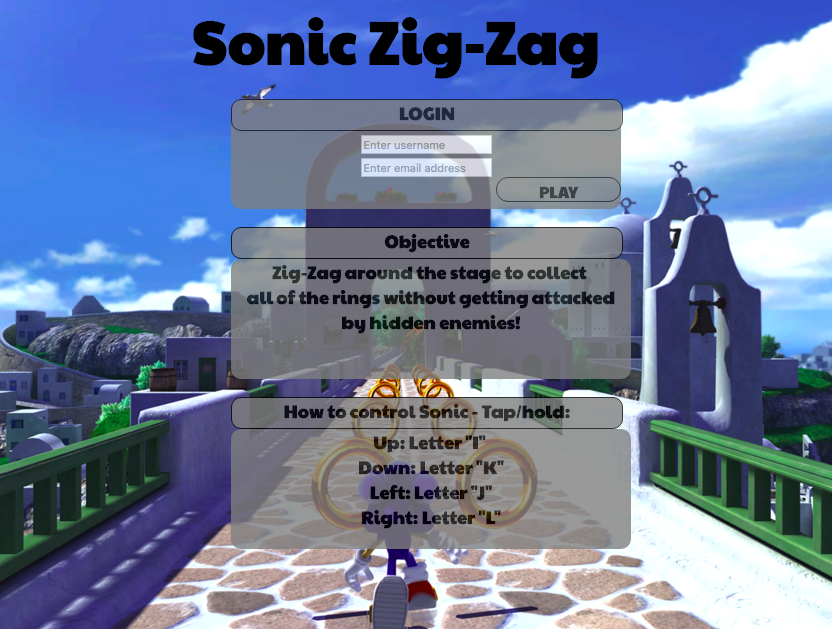 Sonic Zig-Zag
LOGIN
Enter username
Enter email address
PLAY
Objective
Zig-Zag around the stage to collect
all of the rings without getting attacked
by hidden enemies!
How to control Sonic - Tap/hold:
Up: Letter "I"
Down: Letter "K"
Left: Letter "J"
Right: Letter "L"